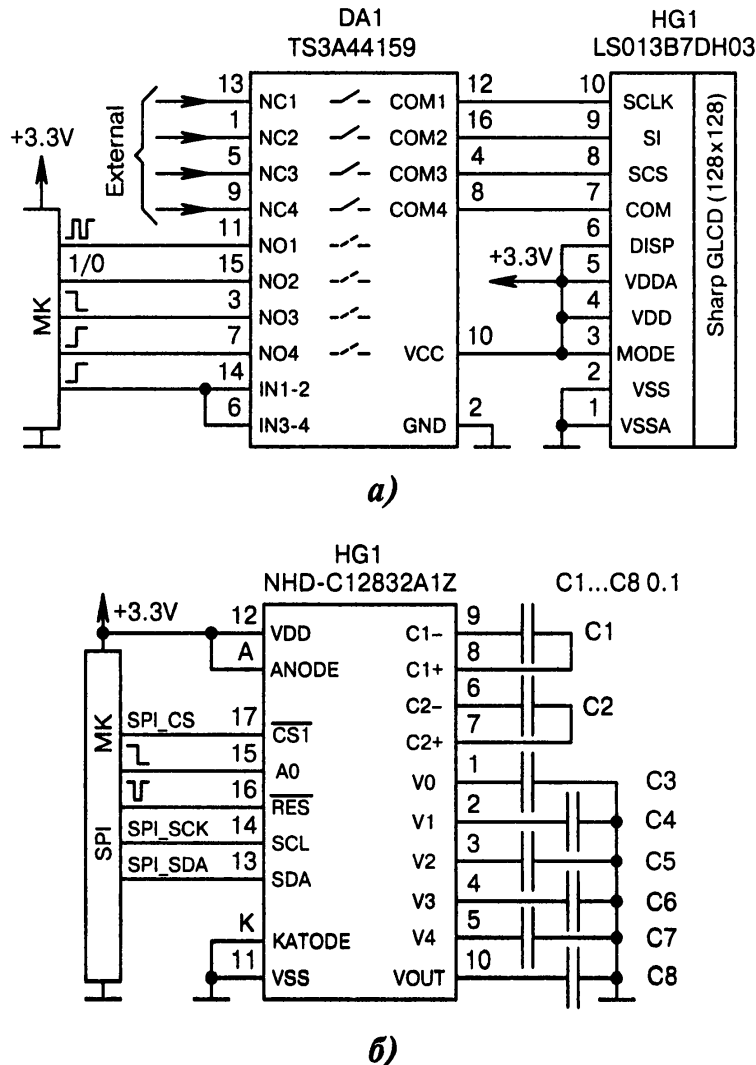 DA1
TS3A44159
HG1
LS013B7DH03
+3.3V
External
MK
1/0
13 NC1 COM1 12 10 SCLK
1 NC2 COM2 16 9 SI
5 NC3 COM3 4 8 SCS
9 NC4 COM4 8 7 COM
11 NO1 6 DISP
15 NO2 +3.3V 5 VDDA
3 NO3 4 VDD
7 NO4 VCC 10 3 MODE
14 IN1-2 2 VSS
6 IN3-4 GND 2 1 VSSA
Sharp GLCD (128x128)
а)
HG1
NHD-C12832A1Z
C1...C8 0.1
+3.3V
MK
SPI
12 VDD C1– 9 C1
A ANODE C1+ 8
C2– 6 C2
SPI_CS 17 CS1 C2+ 7
15 A0 V0 1 C3
16 RES V1 2 C4
SPI_SCK 14 SCL V2 3 C5
SPI_SDA 13 SDA V3 4 C6
K KATODE V4 5 C7
11 VSS VOUT 10 C8
б)